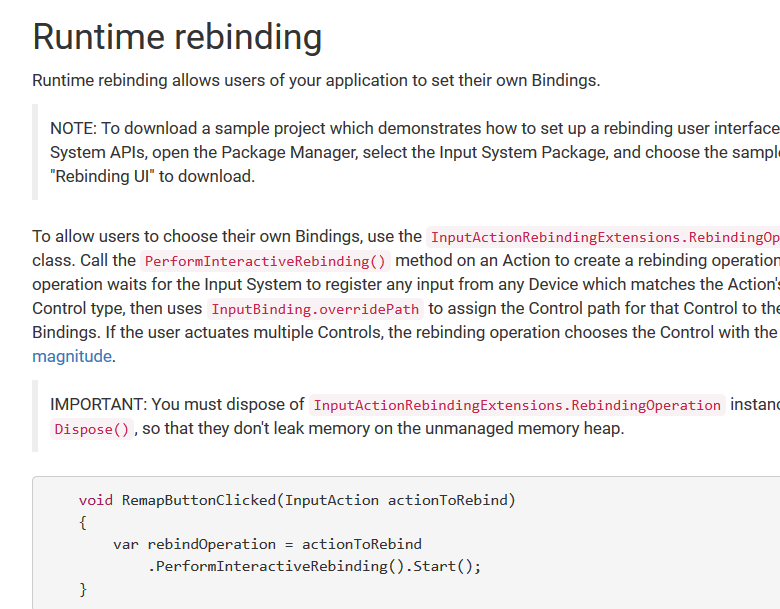 Runtime rebinding
Runtime rebinding allows users of your application to set their own Bindings.
NOTE: To download a sample project which demonstrates how to set up a rebinding user interface
System APIs, open the Package Manager, select the Input System Package, and choose the sample
"Rebinding UI" to download.
To allow users to choose their own Bindings, use the InputActionRebindingExtensions.RebindingOp
class. Call the PerformInteractiveRebinding() method on an Action to create a rebinding operation
operation waits for the Input System to register any input from any Device which matches the Action's
Control type, then uses InputBinding.overridePath to assign the Control path for that Control to the
Bindings. If the user actuates multiple Controls, the rebinding operation chooses the Control with the
magnitude.
IMPORTANT: You must dispose of InputActionRebindingExtensions.RebindingOperation instanc
Dispose(), so that they don't leak memory on the unmanaged memory heap.
void RemapButtonClicked(InputAction actionToRebind)
{
var rebindOperation = actionToRebind
.PerformInteractiveRebinding().Start();
}